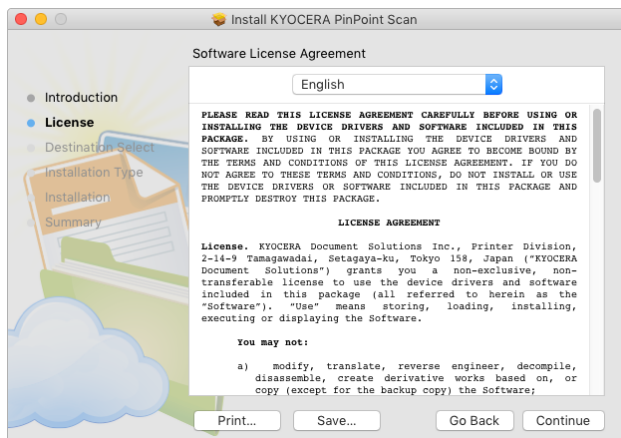 Install KYOCERA PinPoint Scan
Software License Agreement
English
Introduction
License
Destination Select
Installation Type
Installation
Summary
PLEASE READ THIS LICENSE AGREEMENT CAREFULLY BEFORE USING OR
INSTALLING THE DEVICE DRIVERS AND SOFTWARE INCLUDED IN THIS
PACKAGE. BY USING OR INSTALLING THE DEVICE DRIVERS AND
SOFTWARE INCLUDED IN THIS PACKAGE YOU AGREE TO BECOME BOUND BY
THE TERMS AND CONDITIONS OF THIS LICENSE AGREEMENT. IF YOU DO
NOT AGREE TO THESE TERMS AND CONDITIONS, DO NOT INSTALL OR USE
THE DEVICE DRIVERS OR SOFTWARE INCLUDED IN THIS PACKAGE AND
PROMPTLY DESTROY THIS PACKAGE.
LICENSE AGREEMENT
License. KYOCERA Document Solutions Inc., Printer Division,
2-14-9 Tamagawadai, Setagaya-ku, Tokyo 158, Japan ("KYOCERA
Document Solutions") grants you a non-exclusive, non-
transferable license to use the device drivers and software
included in this package (all referred to herein as the
"Software"). "Use" means storing, loading, installing,
executing or displaying the Software.
You may not:
a) modify, translate, reverse engineer, decompile,
disassemble, create derivative works based on, or
copy (except for the backup copy) the Software;
Print...
Save...
Go Back
Continue